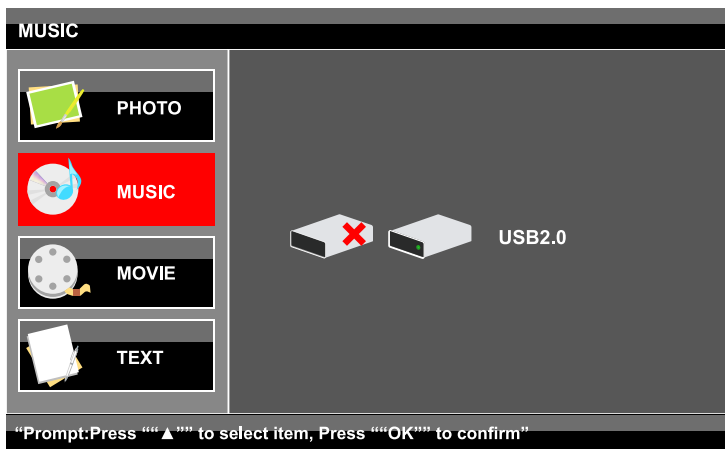 MUSIC
PHOTO
MUSIC
MOVIE
TEXT
USB2.0
“Prompt:Press ““▲”” to select item, Press ““OK”” to confirm”